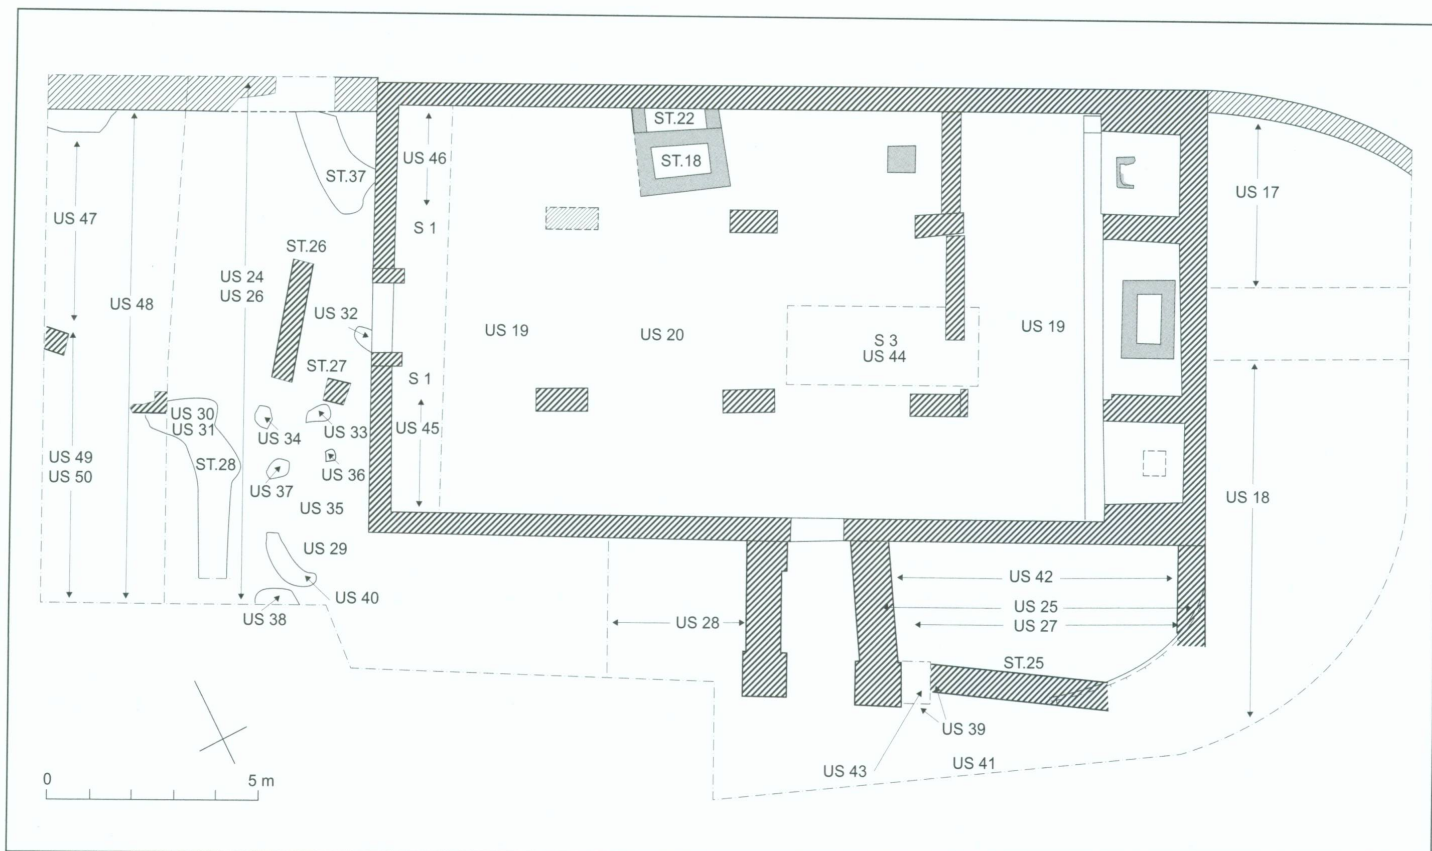 ST.22
ST.18
US 46
ST.37
S 1
US 17
US 47
ST.26
US 24
US 26
US 48
US 32
US 19
US 20
S 3
US 44
US 19
ST.27
S 1
US 30
US 31
US 34
US 33
US 45
US 49
US 50
ST.28
US 37
US 36
US 18
US 35
US 29
US 40
US 38
US 42
US 25
US 27
US 28
ST.25
US 39
US 43
US 41
0 5 m